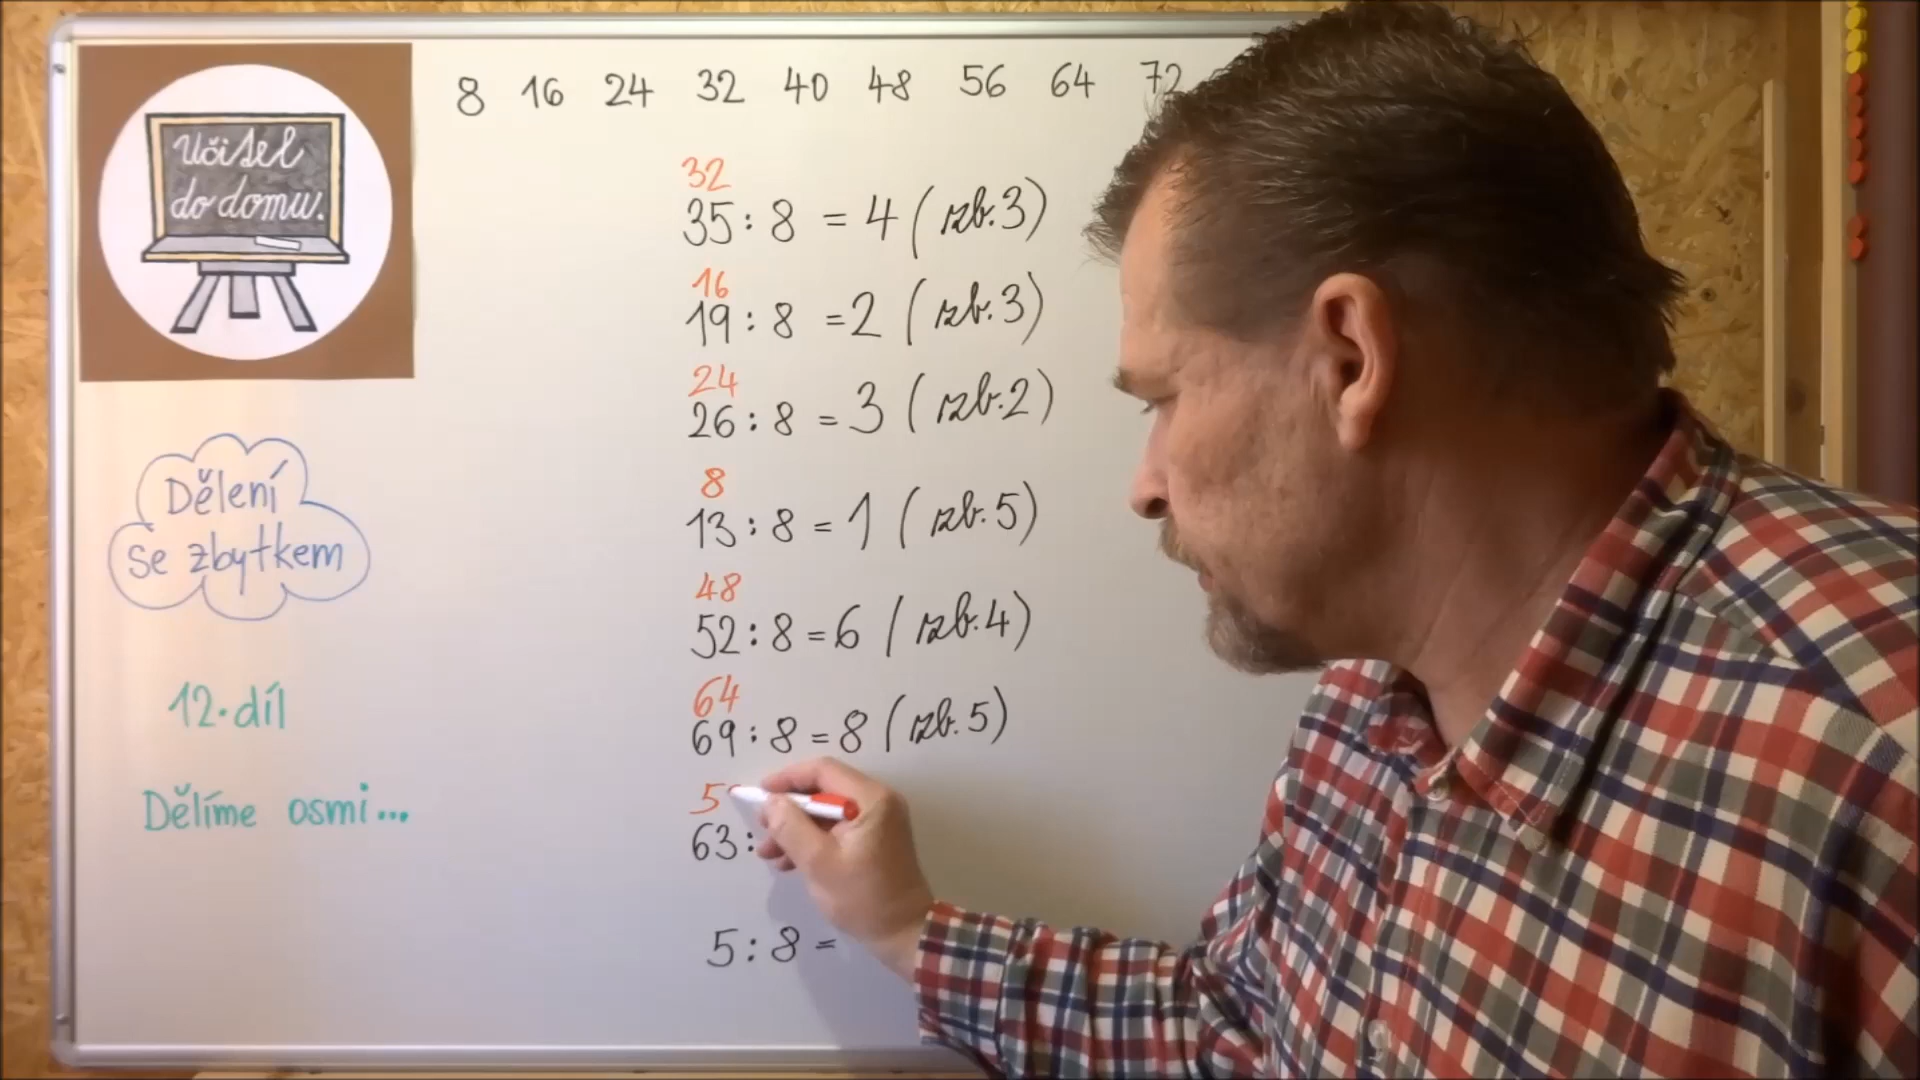 Učitel
do domu.
8 16 24 32 40 48 56 64 72
32
35 : 8 = 4 ( zb. 3 )
16
19 : 8 = 2 ( zb. 3 )
24
26 : 8 = 3 ( zb. 2 )
8
13 : 8 = 1 ( zb. 5 )
48
52 : 8 = 6 ( zb. 4 )
64
69 : 8 = 8 ( zb. 5 )
63 :
5 : 8 =
Dělení
se zbytkem
12. díl
Dělíme osmi...